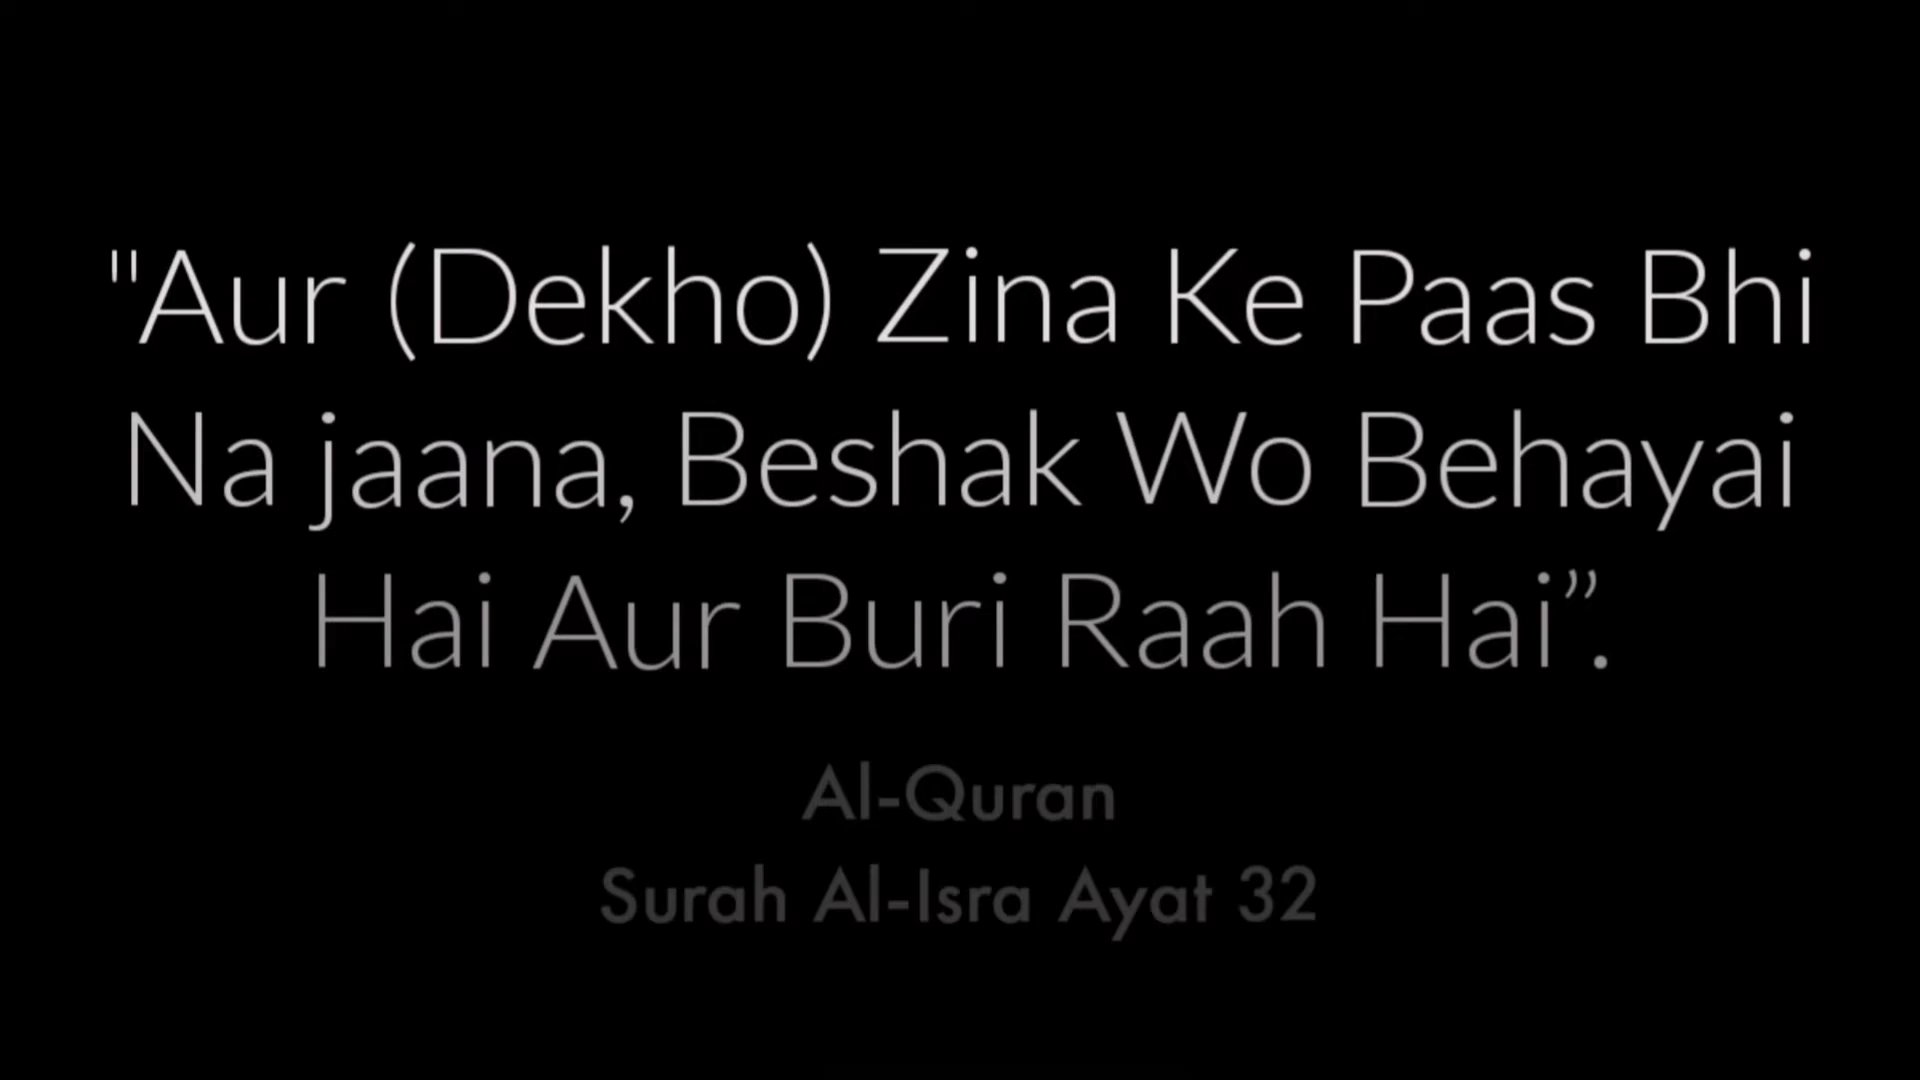 "Aur (Dekho) Zina Ke Paas Bhi
Na jaana, Beshak Wo Behayai
Hai Aur Buri Raah Hai”.
Al-Quran
Surah Al-Isra Ayat 32